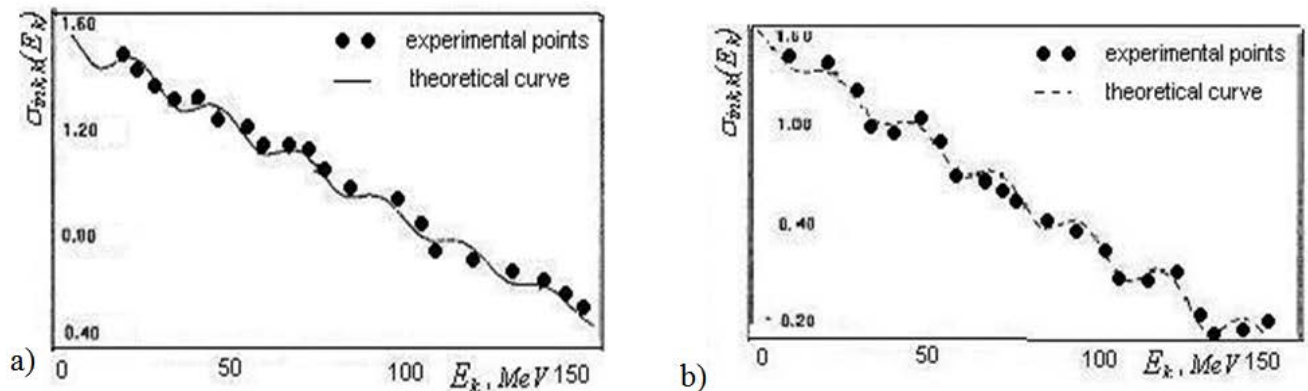 1.60
1.20
0.80
0.40
experimental points
theoretical curve
0
50
100
150
E_k, MeV
a)
1.60
1.00
0.40
-0.20
experimental points
theoretical curve
0
50
100
150
E_k, MeV
b)